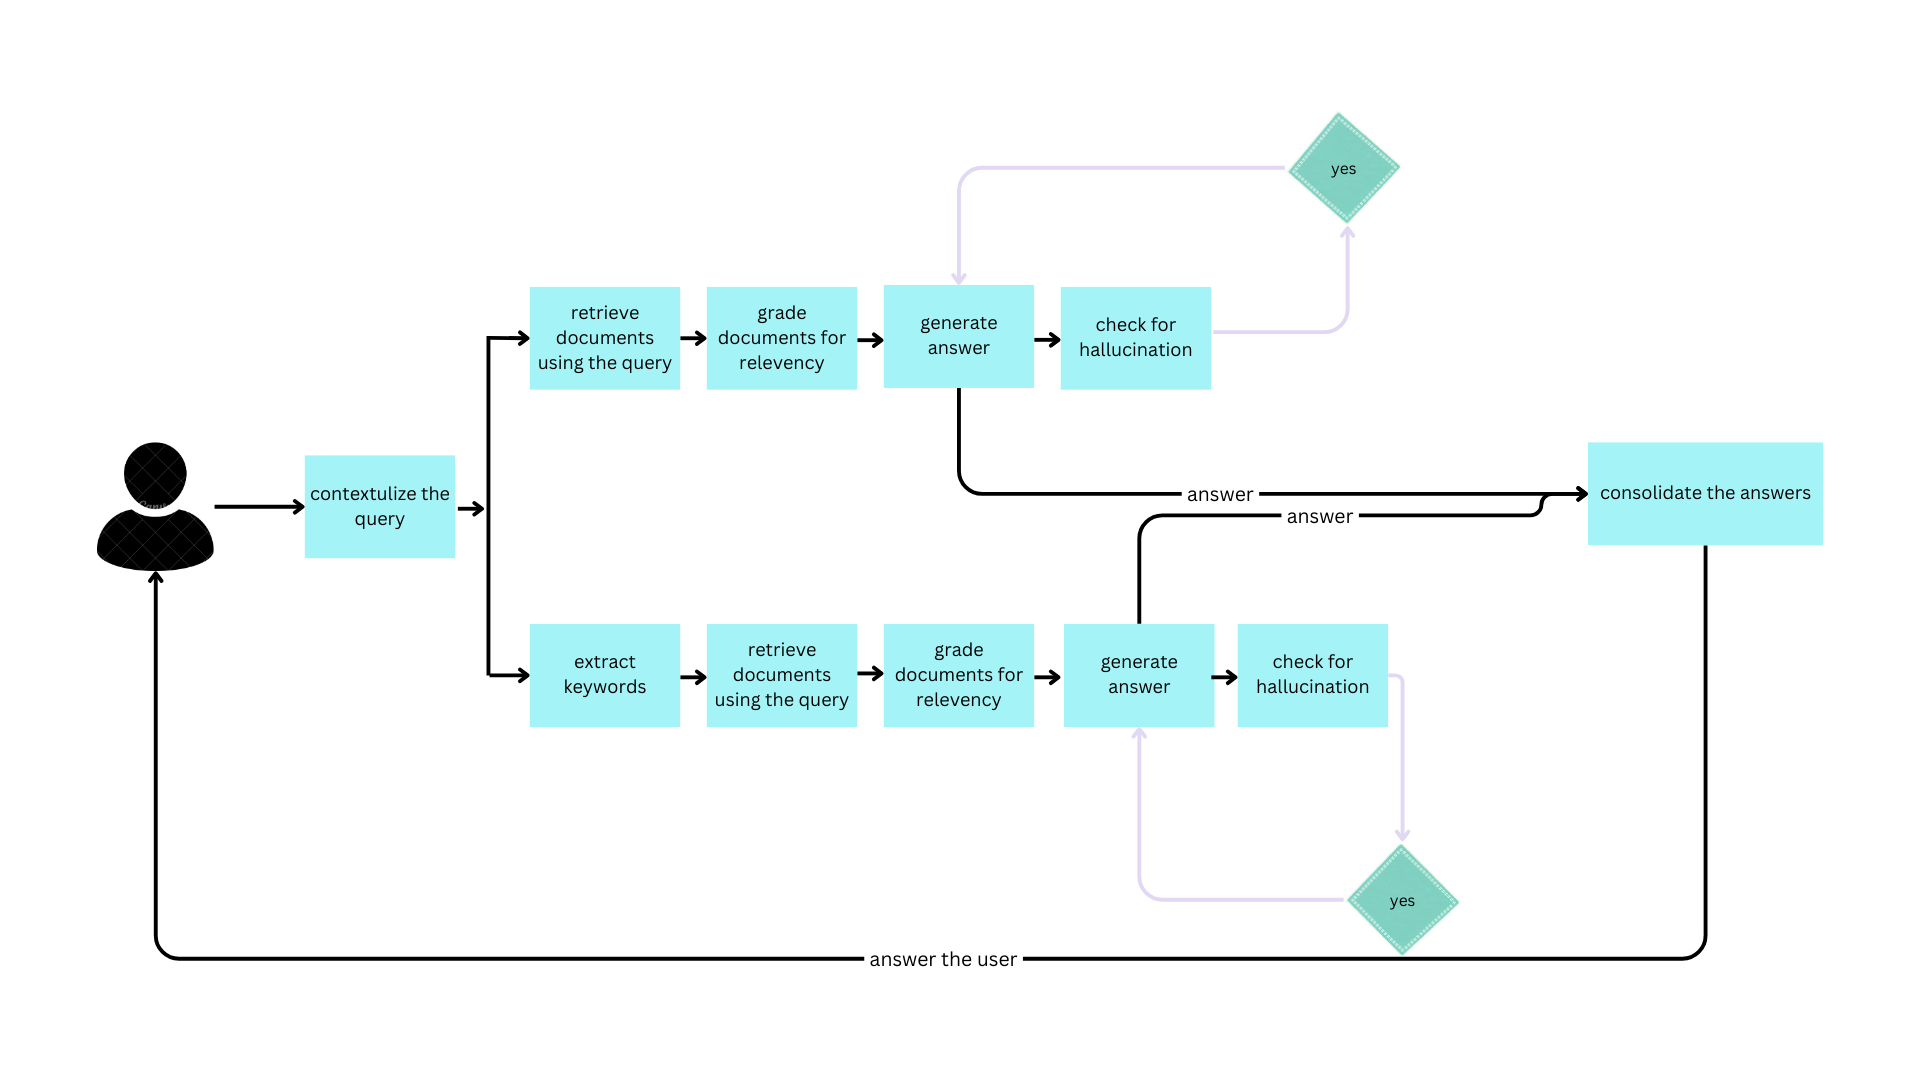 yes
retrieve
documents
using the query
grade
documents for
relevency
generate
answer
check for
hallucination
contextulize the
query
answer
answer
consolidate the answers
extract
keywords
retrieve
documents
using the query
grade
documents for
relevency
generate
answer
check for
hallucination
yes
answer the user